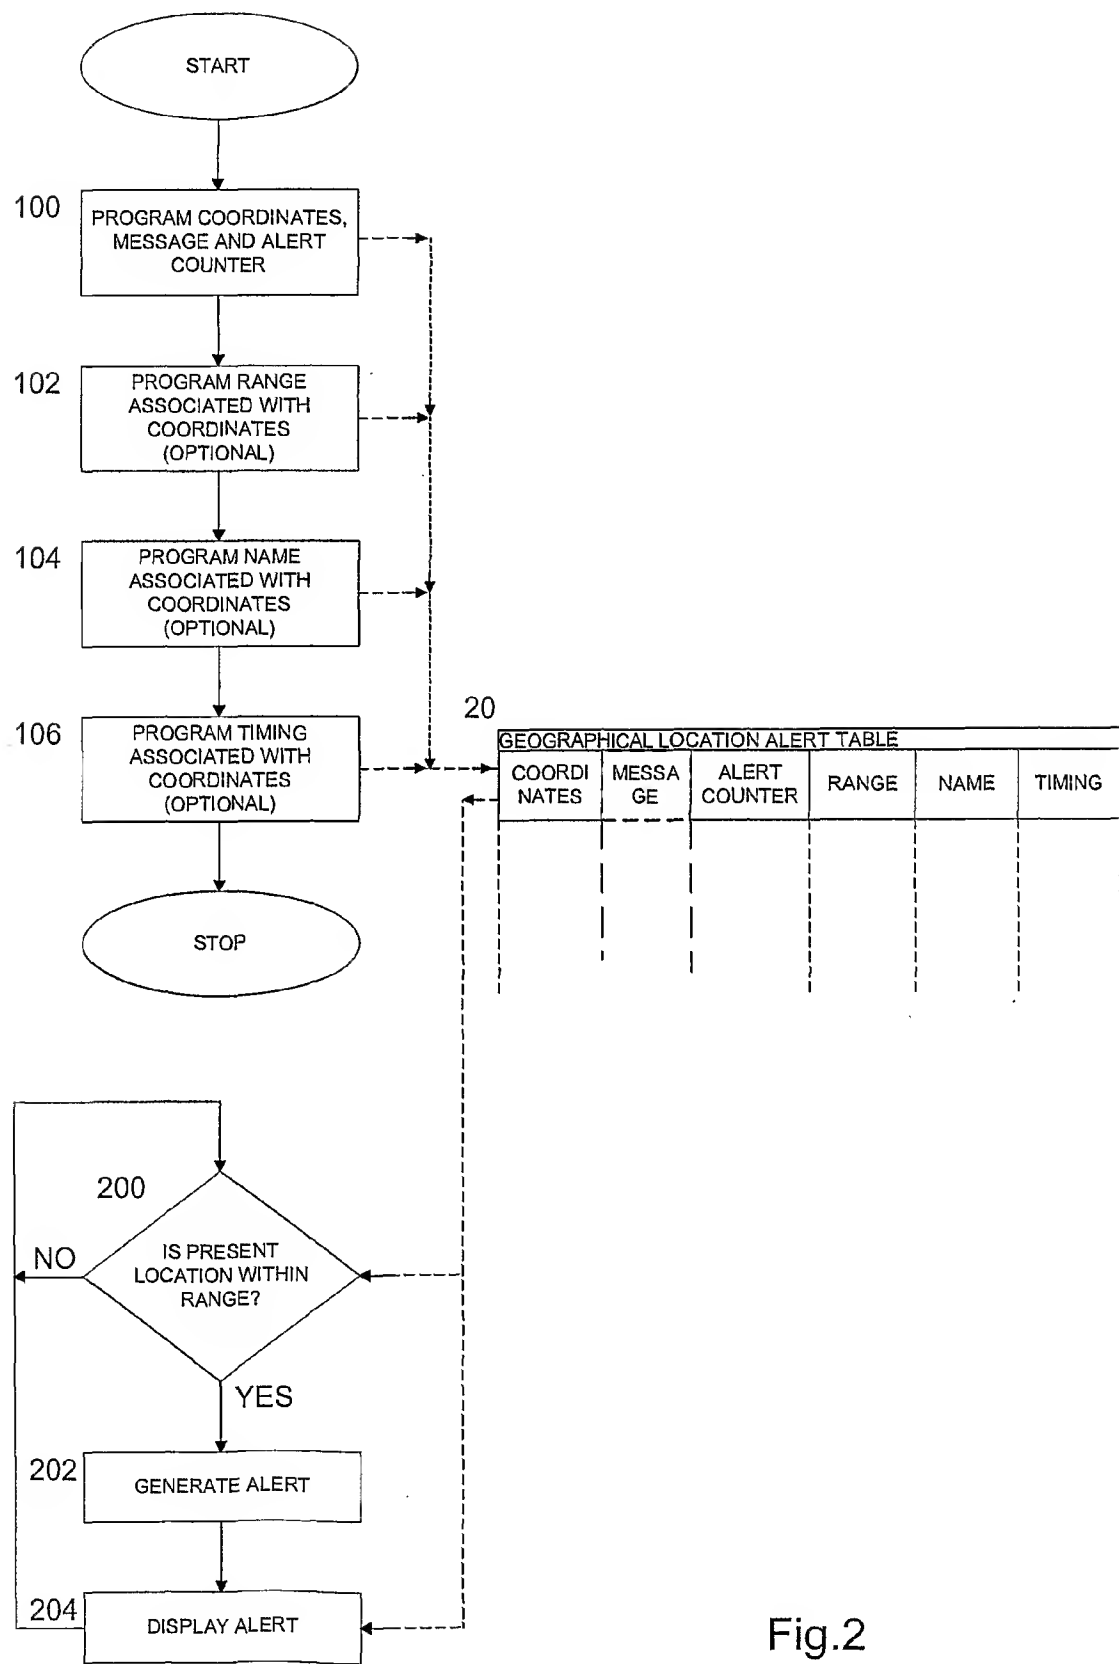 START
100
PROGRAM COORDINATES,
MESSAGE AND ALERT
COUNTER
102
PROGRAM RANGE
ASSOCIATED WITH
COORDINATES
(OPTIONAL)
104
PROGRAM NAME
ASSOCIATED WITH
COORDINATES
(OPTIONAL)
106
PROGRAM TIMING
ASSOCIATED WITH
COORDINATES
(OPTIONAL)
STOP
20
GEOGRAPHICAL LOCATION ALERT TABLE
COORDI
NATES
MESSA
GE
ALERT
COUNTER
RANGE
NAME
TIMING
200
IS PRESENT
LOCATION WITHIN
RANGE?
NO
YES
202
GENERATE ALERT
204
DISPLAY ALERT
Fig.2